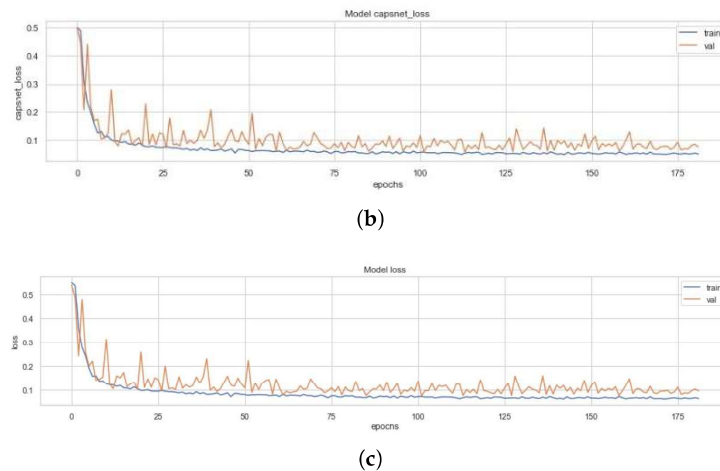 Model capsnet_loss
0.5
0.4
0.3
0.2
0.1
capsnet_loss
train
val
0 25 50 75 100 125 150 175
epochs
(b)
Model loss
0.5
0.4
0.3
0.2
0.1
loss
train
val
0 25 50 75 100 125 150 175
epochs
(c)